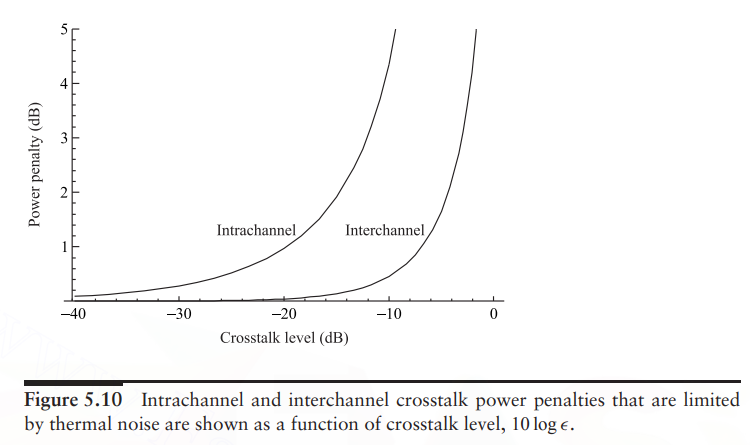 5
4
3
2
1
Power penalty (dB)
Intrachannel
Interchannel
−40
−30
−20
−10
0
Crosstalk level (dB)
Figure 5.10 Intrachannel and interchannel crosstalk power penalties that are limited
by thermal noise are shown as a function of crosstalk level, 10 log ϵ.